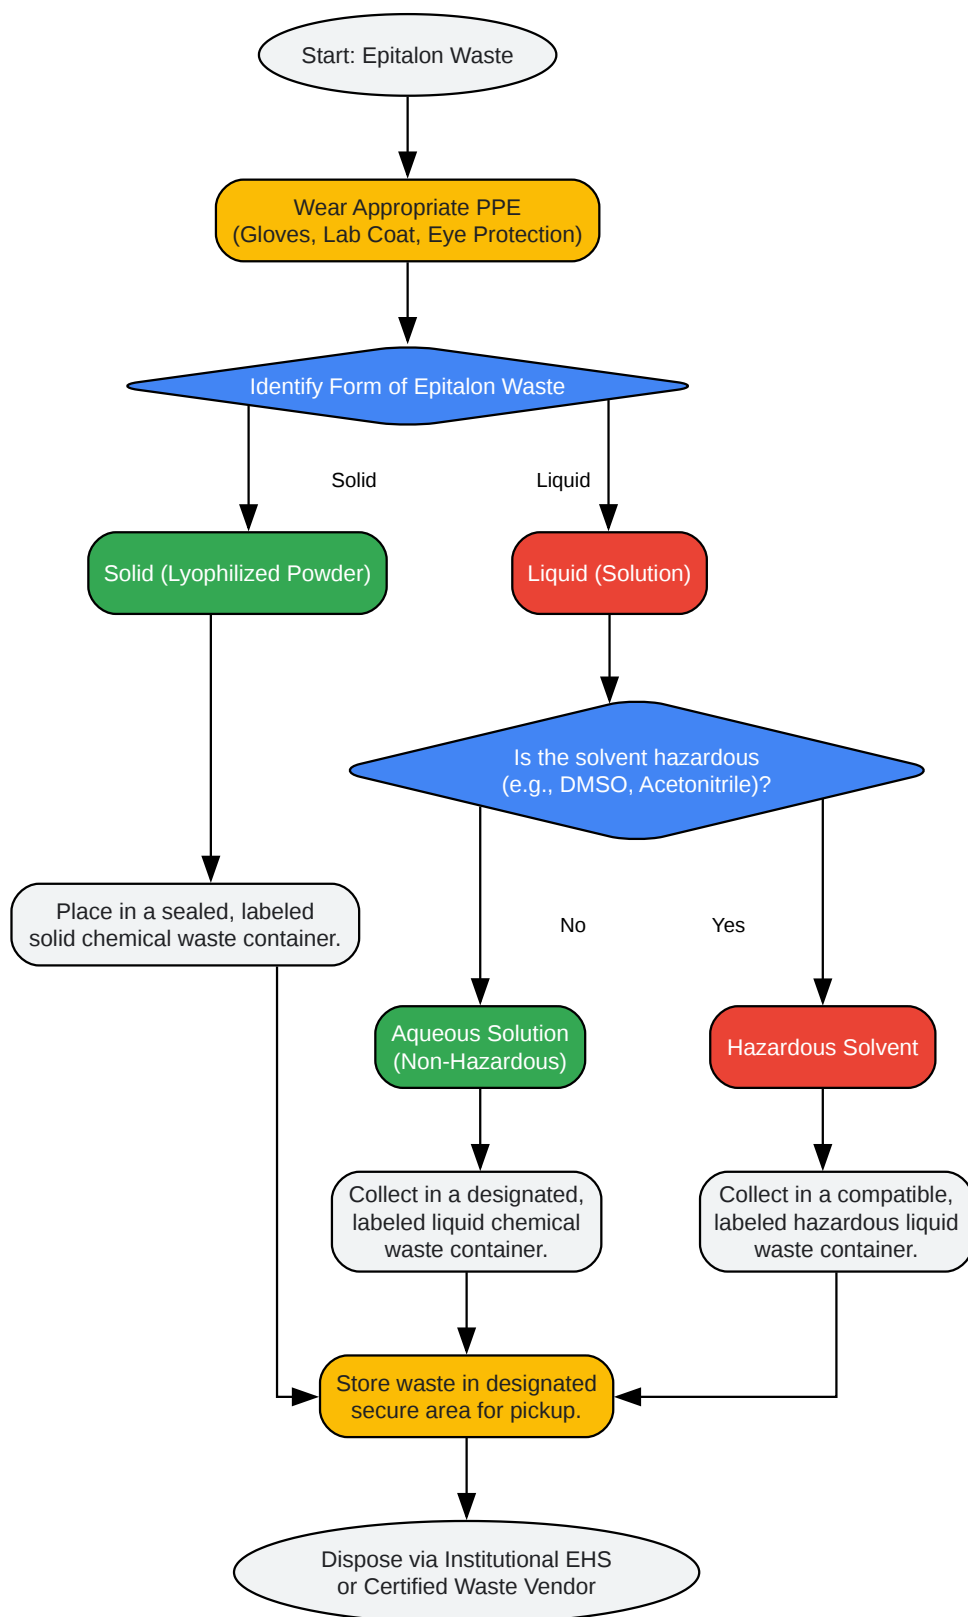 Start: Epitalon Waste
Wear Appropriate PPE
(Gloves, Lab Coat, Eye Protection)
Identify Form of Epitalon Waste
Solid
Liquid
Solid (Lyophilized Powder)
Liquid (Solution)
Is the solvent hazardous
(e.g., DMSO, Acetonitrile)?
Place in a sealed, labeled
solid chemical waste container.
No
Yes
Aqueous Solution
(Non-Hazardous)
Hazardous Solvent
Collect in a designated,
labeled liquid chemical
waste container.
Collect in a compatible,
labeled hazardous liquid
waste container.
Store waste in designated
secure area for pickup.
Dispose via Institutional EHS
or Certified Waste Vendor